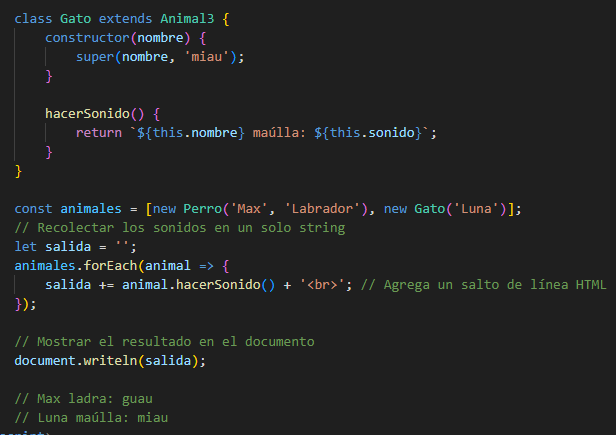 class Gato extends Animal3 {
    constructor(nombre) {
        super(nombre, 'miau');
    }

    hacerSonido() {
        return `${this.nombre} maúlla: ${this.sonido}`;
    }
}

const animales = [new Perro('Max', 'Labrador'), new Gato('Luna')];
// Recolectar los sonidos en un solo string
let salida = '';
animales.forEach(animal => {
    salida += animal.hacerSonido() + '<br>'; // Agrega un salto de línea HTML
});

// Mostrar el resultado en el documento
document.writeln(salida);

// Max ladra: guau
// Luna maúlla: miau